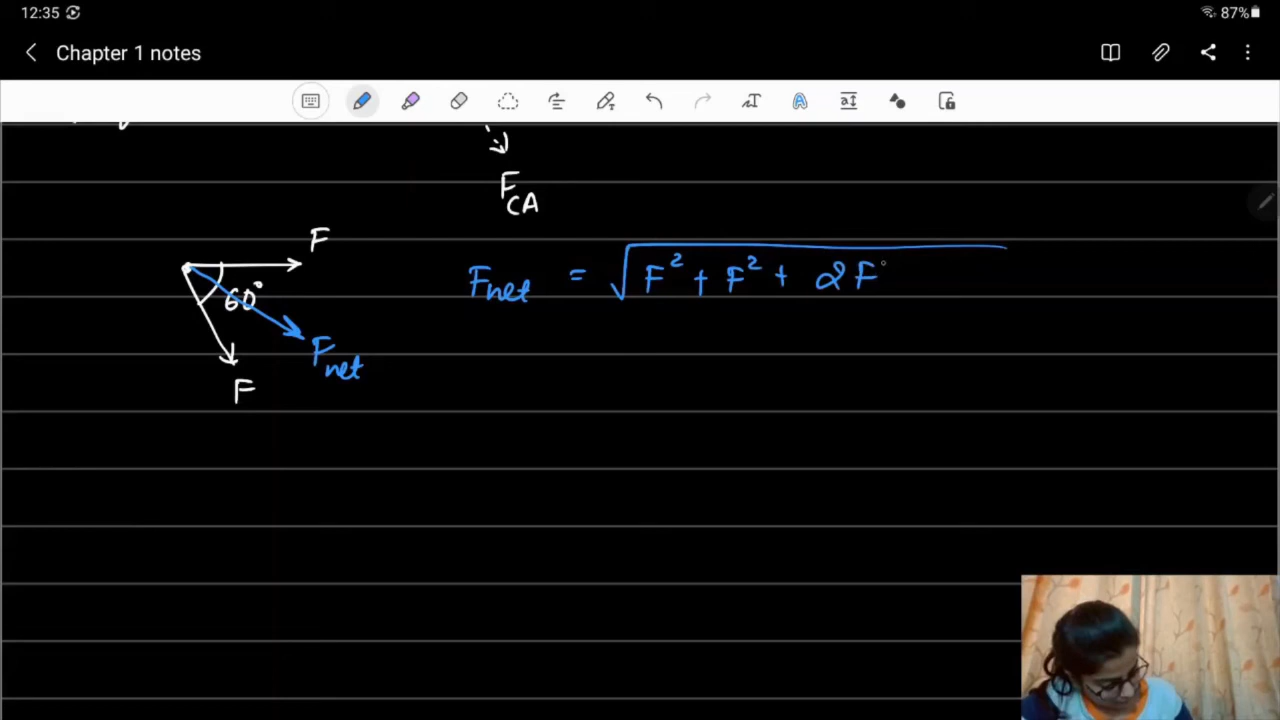 12:35
87%
Chapter 1 notes
F
CA
F
60°
F
net
F
Fnet = √F² + F² + 2F